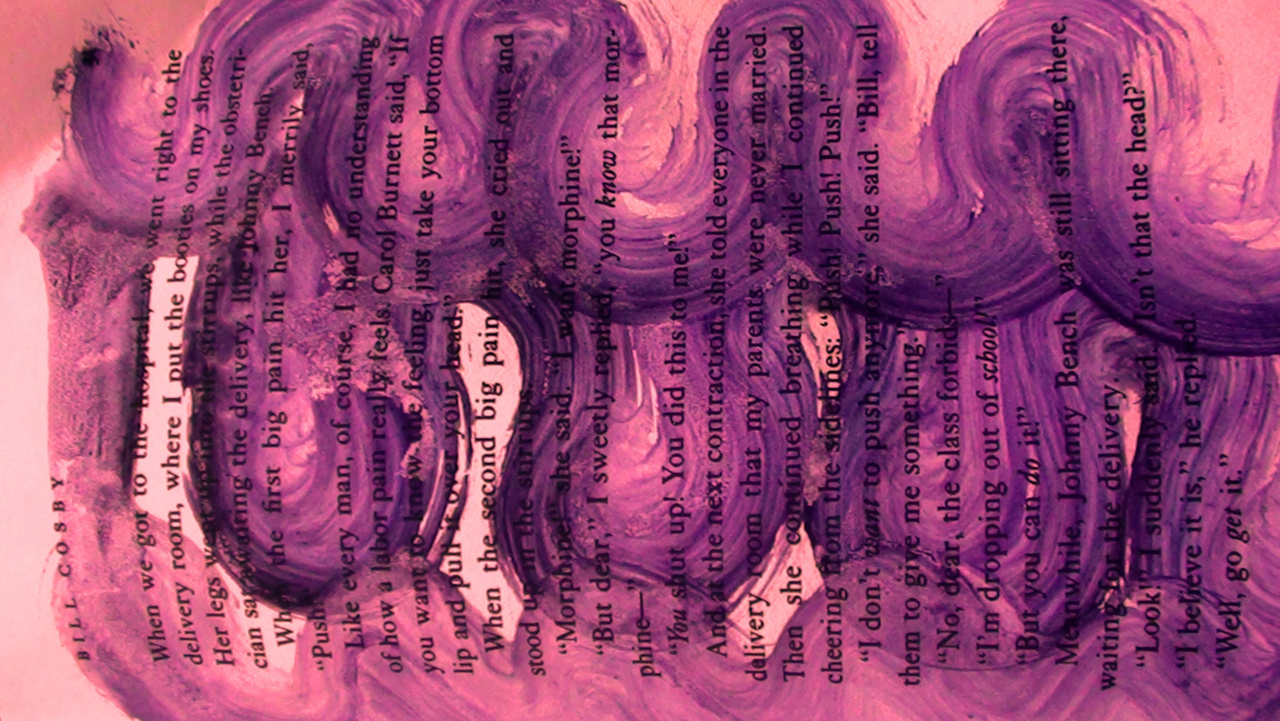 BILL COSBY
When we got to the hospital, we went right to the
delivery room, where I put the booties on my shoes.
Her legs went in the stirrups, while the obstetri-
cian sat awaiting the delivery, like Johnny Bench.
When the first big pain hit her, I merrily said,
“Push
Like every man, of course, I had no understanding
of how a labor pain really feels. Carol Burnett said, “If
you want to know the feeling, just take your bottom
lip and pull it over your head.”
When the second big pain hit, she cried out and
stood up in the stirrups.
“Morphine!” she said. “I want morphine!”
“But dear,” I sweetly replied, “you know that mor-
phine—”
“You shut up! You did this to me!”
And at the next contraction, she told everyone in the
delivery room that my parents were never married.
Then she continued breathing while I continued
cheering from the sidelines: “Push! Push! Push! Push!”
“I don’t want to push anymore,” she said. “Bill, tell
them to give me something.”
“No, dear, the class forbids—”
“I’m dropping out of school!”
“But you can do it!”
Meanwhile, Johnny Bench was still sitting there,
waiting for the delivery
“Look,” I suddenly said. “Isn’t that the head?”
“I believe it is,” he replied.
“Well, go get it.”